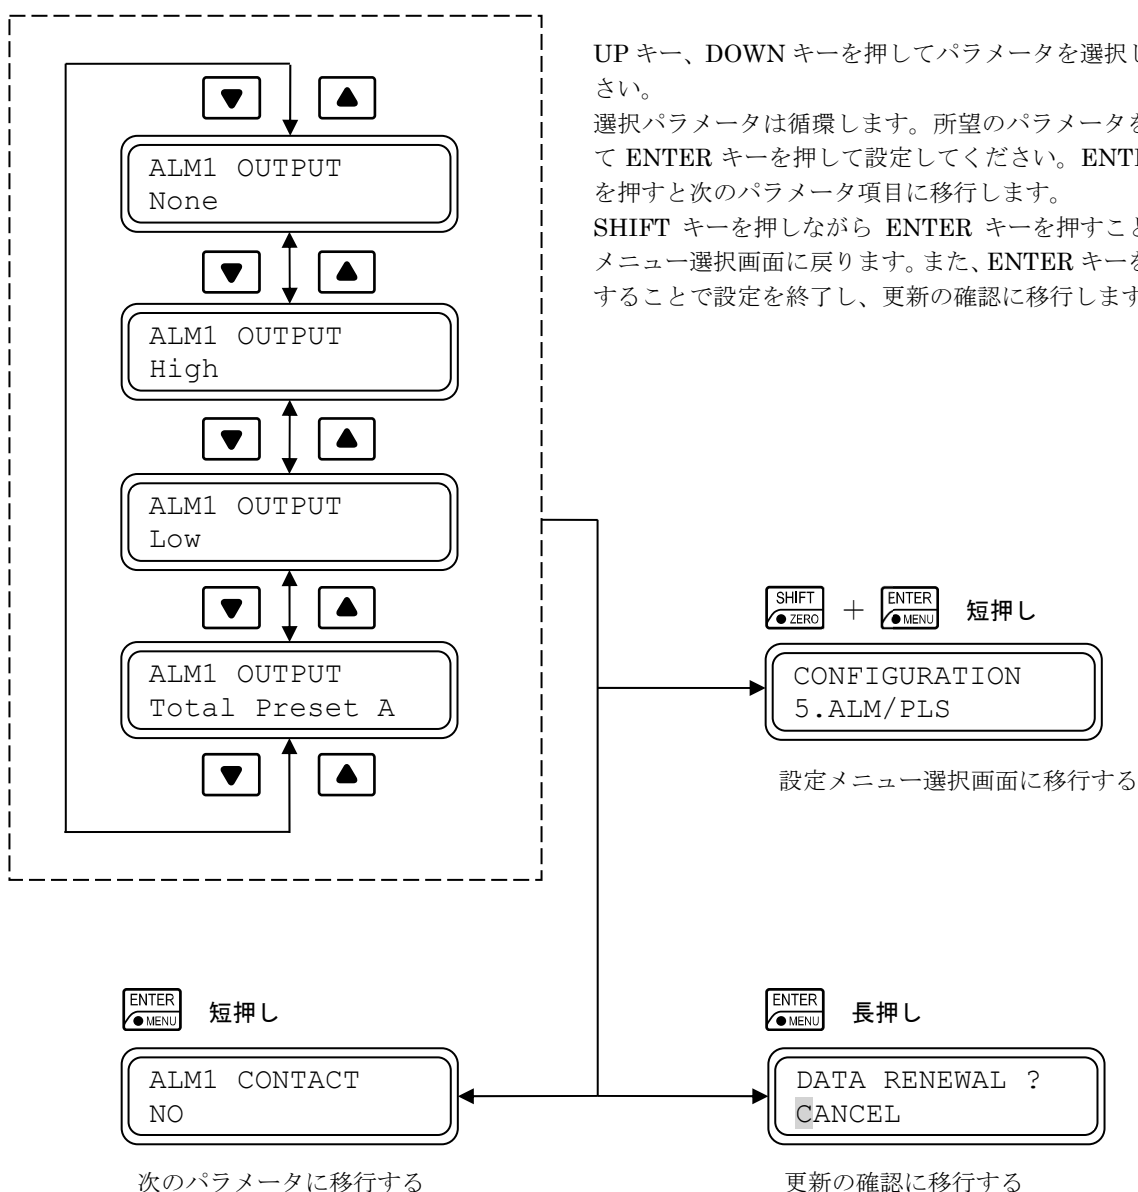 UP キー、DOWN キーを押してパラメータを選択し
さい。
選択パラメータは循環します。所望のパラメータを
て ENTER キーを押して設定してください。ENTE
を押すと次のパラメータ項目に移行します。
SHIFT キーを押しながら ENTER キーを押すこと
メニュー選択画面に戻ります。また、ENTER キーを
することで設定を終了し、更新の確認に移行します
ALM1 OUTPUT
None
ALM1 OUTPUT
High
ALM1 OUTPUT
Low
ALM1 OUTPUT
Total Preset A
SHIFT
ZERO
＋
ENTER
MENU
短押し
CONFIGURATION
5.ALM/PLS
設定メニュー選択画面に移行する
ENTER
MENU
短押し
ALM1 CONTACT
NO
次のパラメータに移行する
ENTER
MENU
長押し
DATA RENEWAL ?
CANCEL
更新の確認に移行する